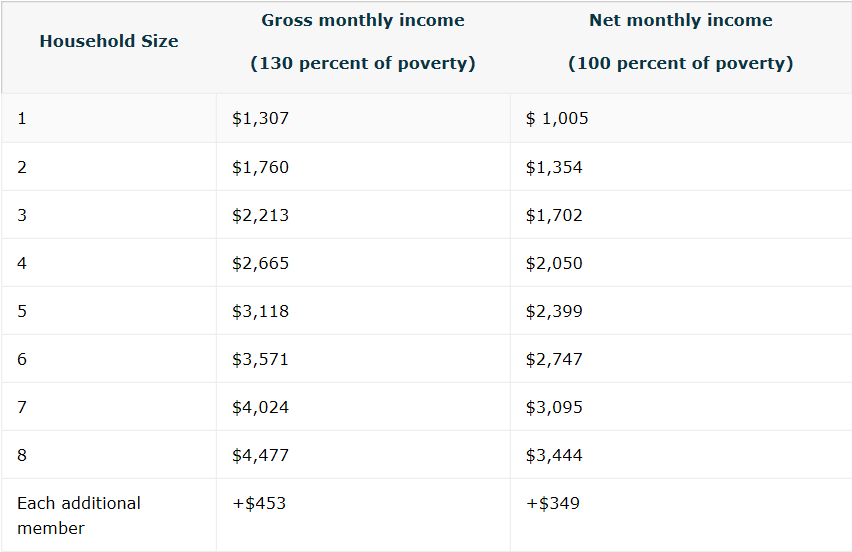 Household Size
Gross monthly income
(130 percent of poverty)
Net monthly income
(100 percent of poverty)
1 $1,307 $ 1,005
2 $1,760 $1,354
3 $2,213 $1,702
4 $2,665 $2,050
5 $3,118 $2,399
6 $3,571 $2,747
7 $4,024 $3,095
8 $4,477 $3,444
Each additional +$453 +$349
member